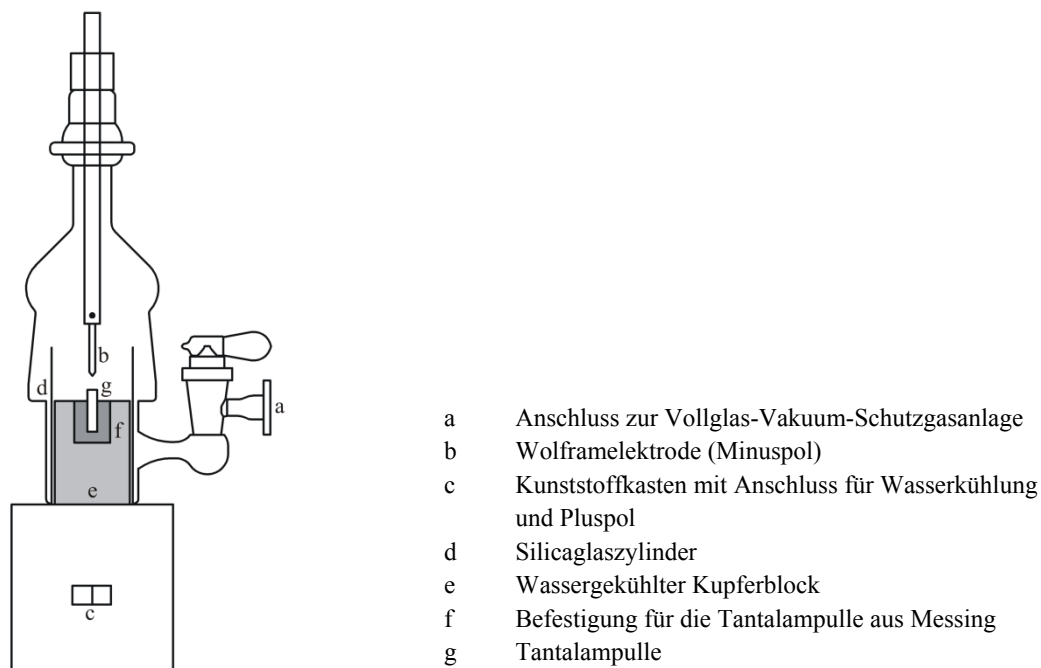 b
g
d
a
f
e
c
a Anschluss zur Vollglas-Vakuum-Schutzgasanlage
b Wolframelektrode (Minuspol)
c Kunststoffkasten mit Anschluss für Wasserkühlung
und Pluspol
d Silicaglaszylinder
e Wassergekühlter Kupferblock
f Befestigung für die Tantalampulle aus Messing
g Tantalampulle